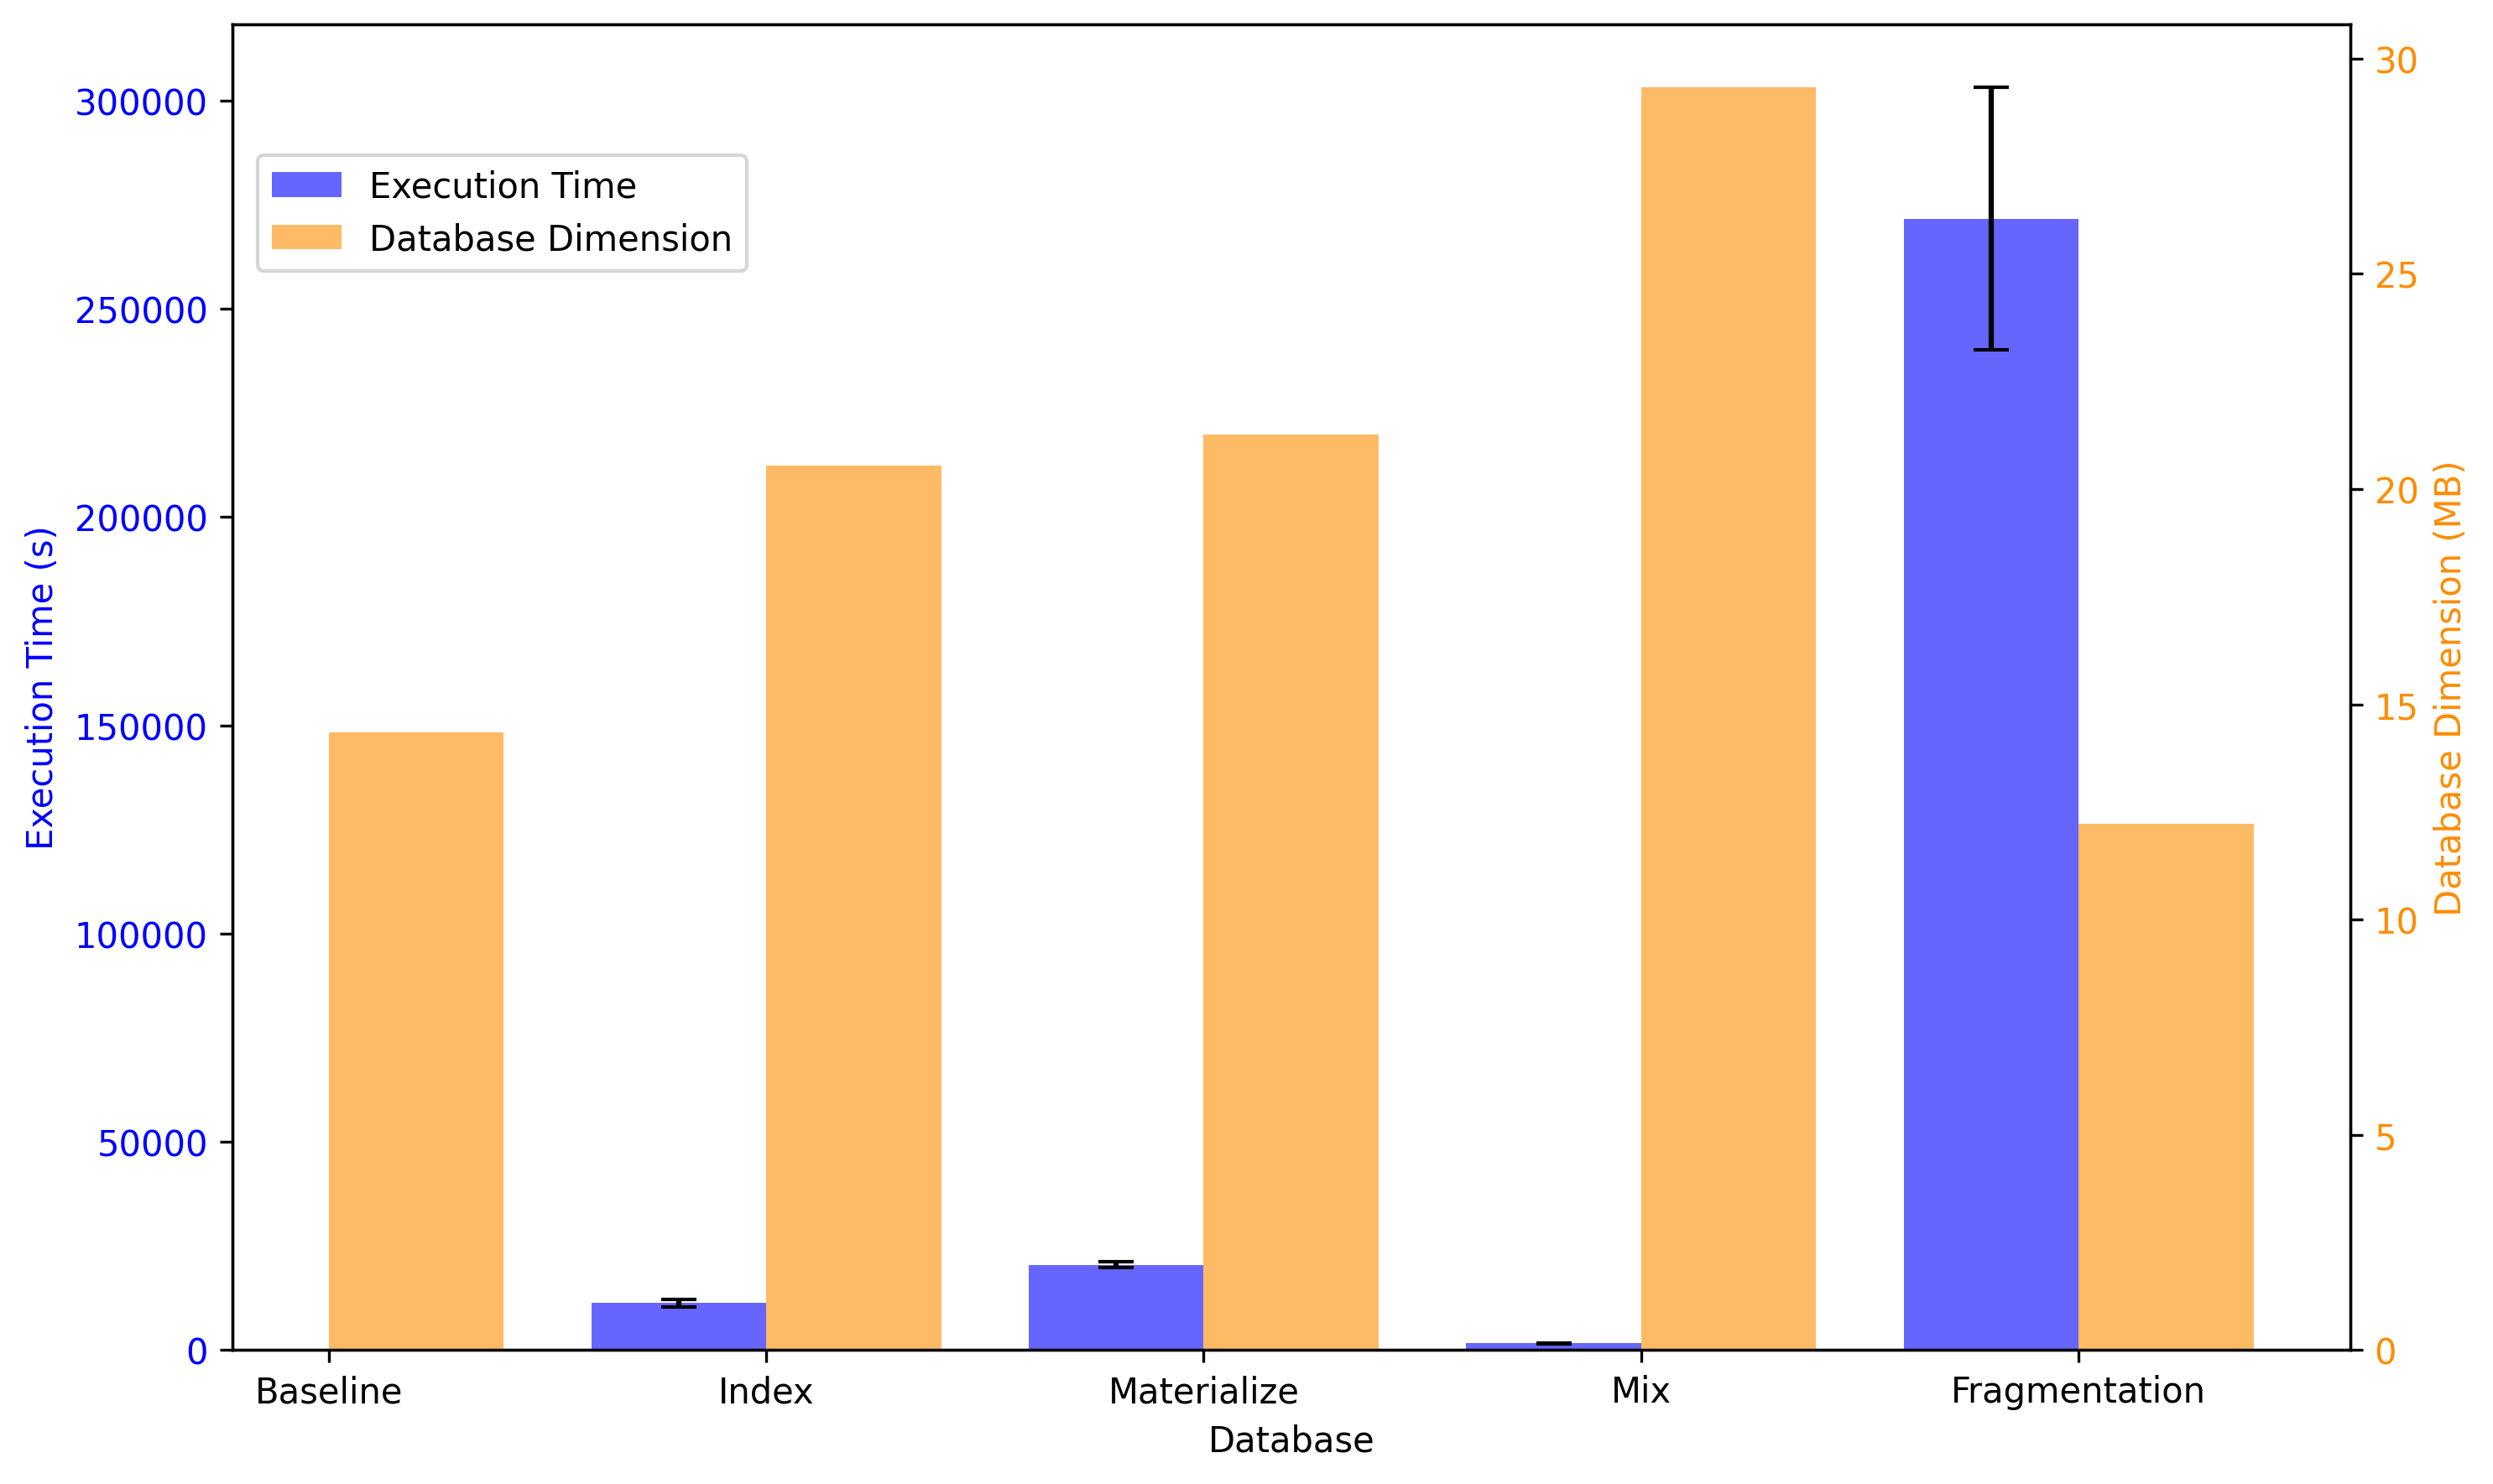 Execution Time (s)
300000
250000
200000
150000
100000
50000
0
Execution Time
Database Dimension
30
25
20
15
10
5
0
Database Dimension (MB)
Baseline
Index
Materialize
Mix
Fragmentation
Database